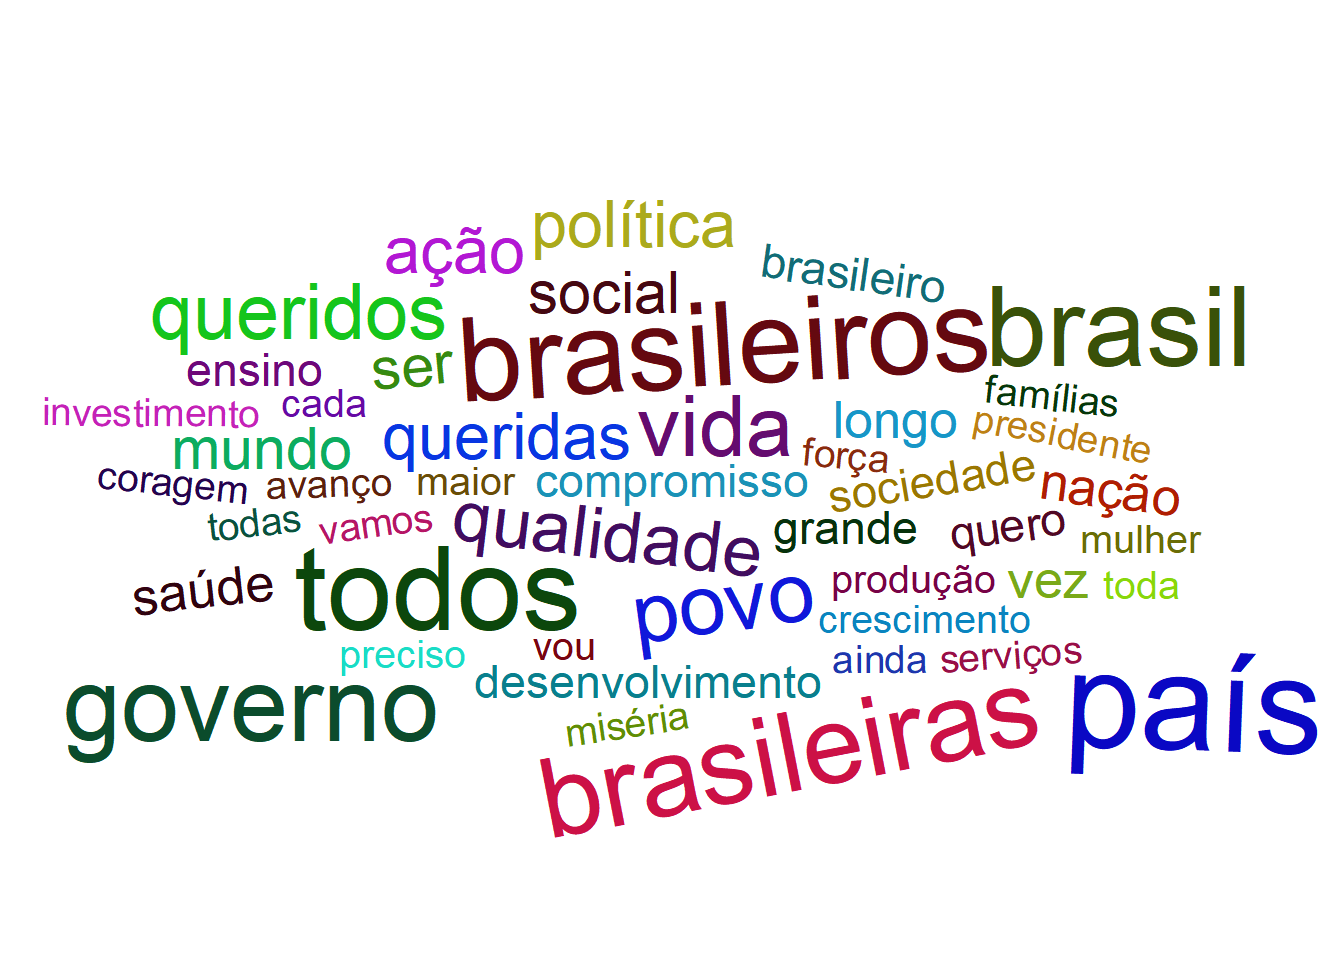 política
ação
brasileiro
social
queridos
brasileiros
brasil
ser
ensino
famílias
cada
investimento
vida
longo
presidente
queridas
mundo
força
sociedade
coragem
avanço
maior
compromisso
nação
todas
vamos
qualidade
grande
quero
mulher
saúde
todos
povo
produção
vez
toda
crescimento
preciso
vou
ainda
serviços
governo
desenvolvimento
país
miséria
brasileiras